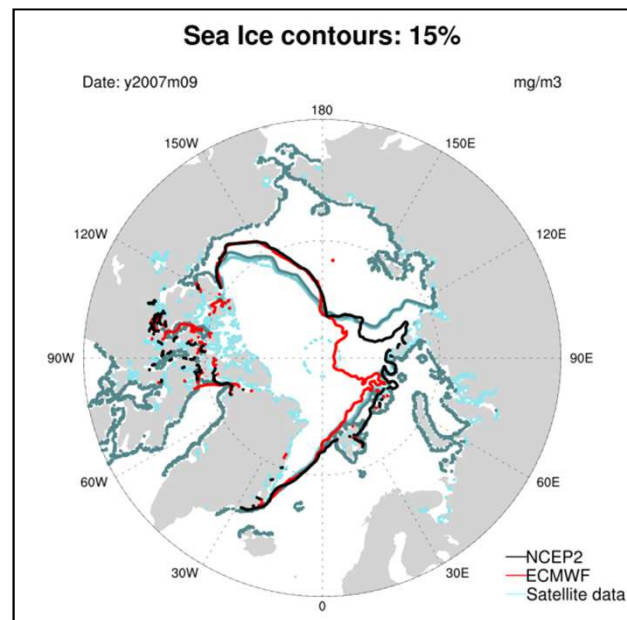 Sea Ice contours: 15%
Date: y2007m09 mg/m3
180
150W 150E
120W 120E
90W 90E
60W 60E
30W 30E
0
NCEP2
ECMWF
Satellite data